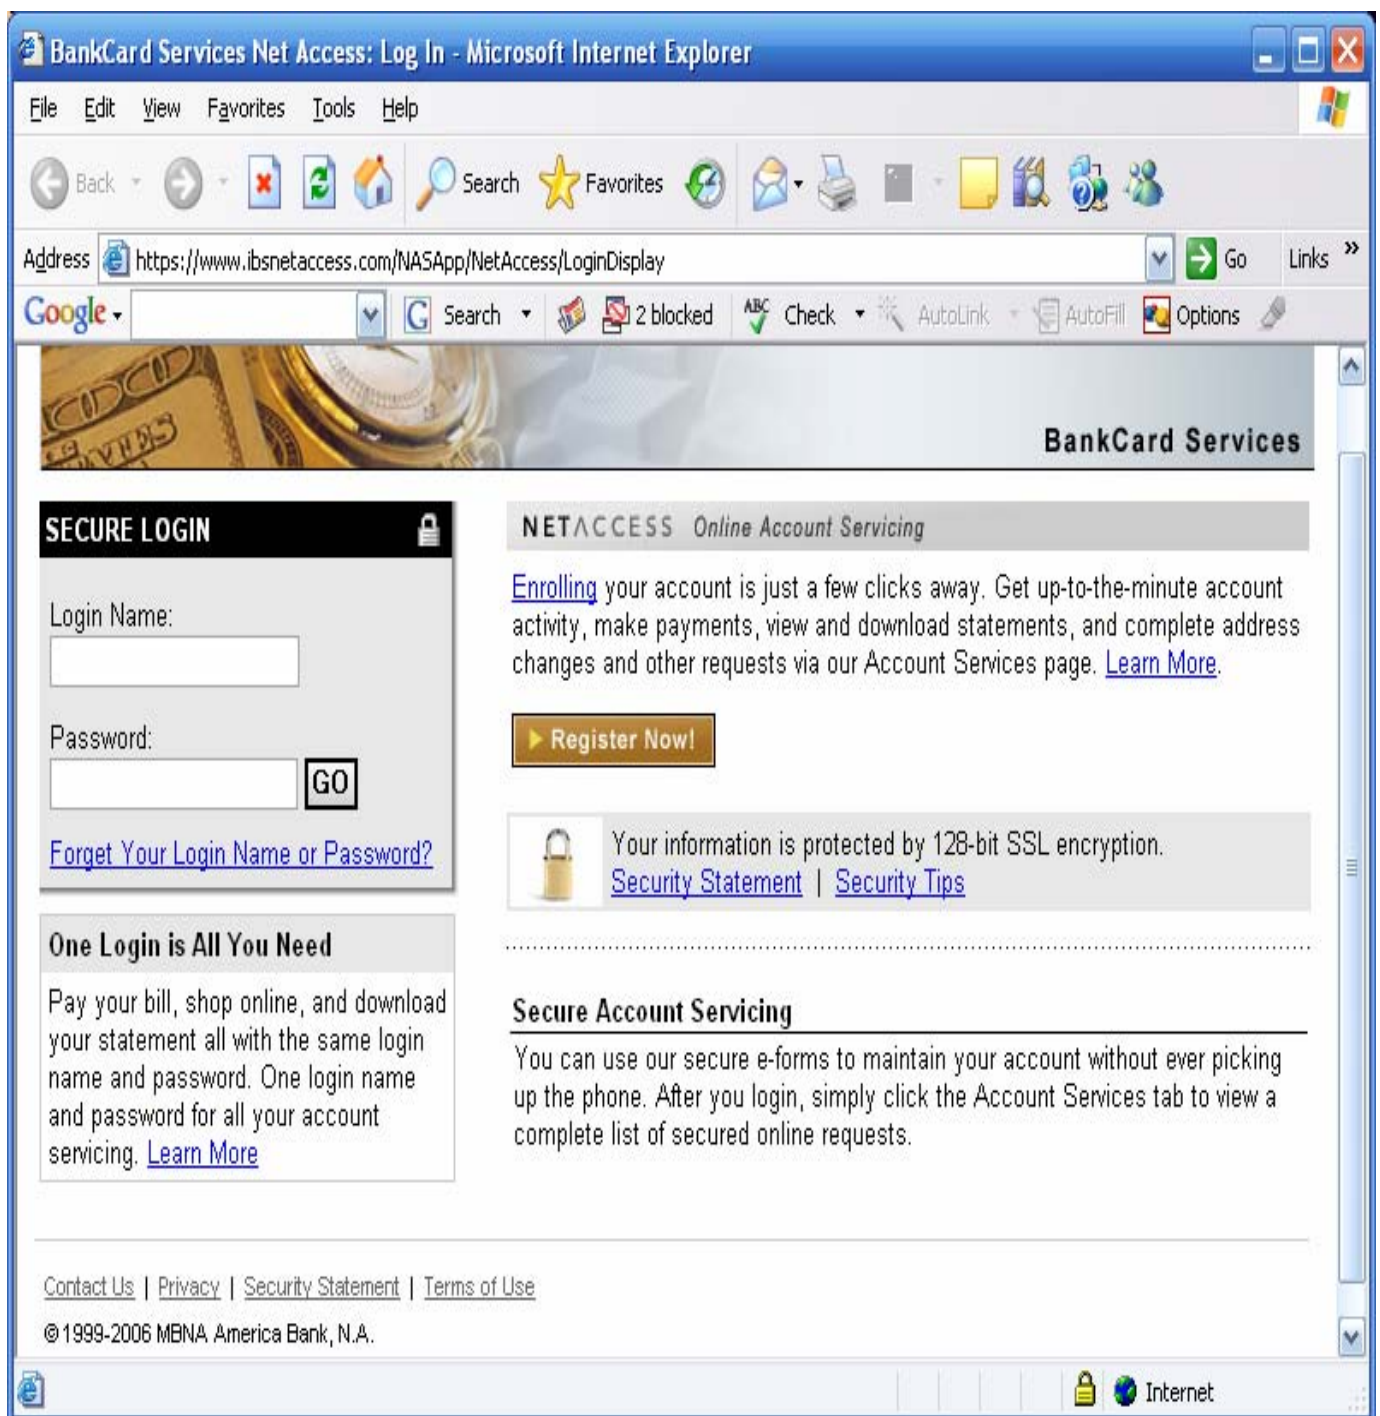 BankCard Services Net Access: Log In - Microsoft Internet Explorer
File Edit View Favorites Tools Help
Back Search Favorites
Address https://www.ibsnetaccess.com/NASApp/NetAccess/LoginDisplay Go Links »
Google G Search 2 blocked ABC Check AutoLink AutoFill Options
BankCard Services
SECURE LOGIN
Login Name:
Password:
GO
Forget Your Login Name or Password?
One Login is All You Need
Pay your bill, shop online, and download
your statement all with the same login
name and password. One login name
and password for all your account
servicing. Learn More
NETACCESS Online Account Servicing
Enrolling your account is just a few clicks away. Get up-to-the-minute account
activity, make payments, view and download statements, and complete address
changes and other requests via our Account Services page. Learn More.
Register Now!
Your information is protected by 128-bit SSL encryption.
Security Statement | Security Tips
Secure Account Servicing
You can use our secure e-forms to maintain your account without ever picking
up the phone. After you login, simply click the Account Services tab to view a
complete list of secured online requests.
Contact Us | Privacy | Security Statement | Terms of Use
© 1999-2006 MBNA America Bank, N.A.
Internet